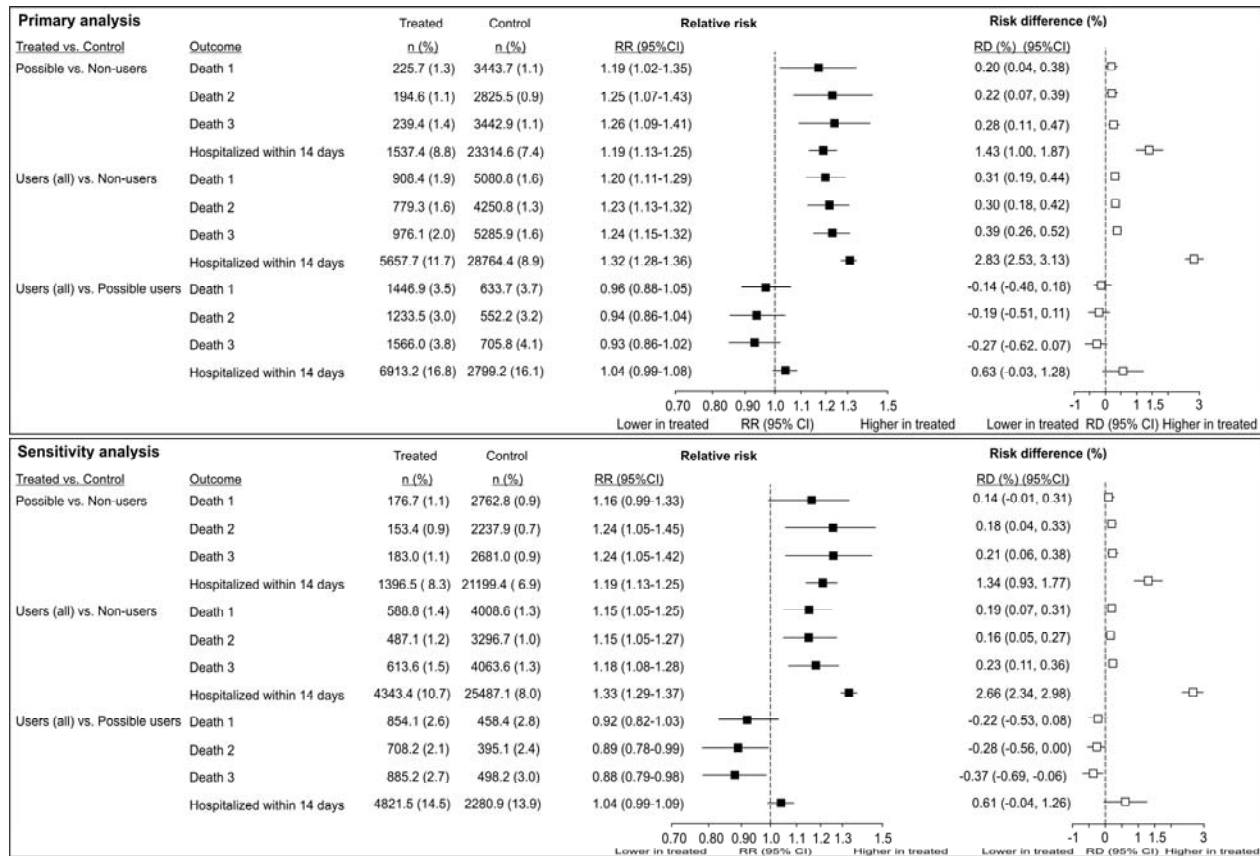 Primary analysis Treated Control Relative risk Risk difference (%)
Treated vs. Control Outcome n (%) n (%) RR (95%CI) RD (%) (95%CI)
Possible vs. Non-users Death 1 225.7 (1.3) 3443.7 (1.1) 1.19 (1.02-1.35) 0.20 (0.04, 0.38)
Death 2 194.6 (1.1) 2825.5 (0.9) 1.25 (1.07-1.43) 0.22 (0.07, 0.39)
Death 3 239.4 (1.4) 3442.9 (1.1) 1.26 (1.09-1.41) 0.28 (0.11, 0.47)
Hospitalized within 14 days 1537.4 (8.8) 23314.6 (7.4) 1.19 (1.13-1.25) 1.43 (1.00, 1.87)
Users (all) vs. Non-users Death 1 908.4 (1.9) 5080.8 (1.6) 1.20 (1.11-1.29) 0.31 (0.19, 0.44)
Death 2 779.3 (1.6) 4250.8 (1.3) 1.23 (1.13-1.32) 0.30 (0.18, 0.42)
Death 3 976.1 (2.0) 5285.9 (1.6) 1.24 (1.15-1.32) 0.39 (0.26, 0.52)
Hospitalized within 14 days 5657.7 (11.7) 28764.4 (8.9) 1.32 (1.28-1.36) 2.83 (2.53, 3.13)
Users (all) vs. Possible users Death 1 1446.9 (3.5) 633.7 (3.7) 0.96 (0.88-1.05) -0.14 (-0.48, 0.18)
Death 2 1233.5 (3.0) 552.2 (3.2) 0.94 (0.86-1.04) -0.19 (-0.51, 0.11)
Death 3 1566.0 (3.8) 705.8 (4.1) 0.93 (0.86-1.02) -0.27 (-0.62, 0.07)
Hospitalized within 14 days 6913.2 (16.8) 2799.2 (16.1) 1.04 (0.99-1.08) 0.63 (-0.03, 1.28)
0.70 0.80 0.90 1.0 1.1 1.2 1.3 1.5 -1 0 1 1.5 3
Lower in treated RR (95% CI) Higher in treated Lower in treated RD (95% CI) Higher in treated
Sensitivity analysis Treated Control Relative risk Risk difference (%)
Treated vs. Control Outcome n (%) n (%) RR (95%CI) RD (%) (95%CI)
Possible vs. Non-users Death 1 176.7 (1.1) 2762.8 (0.9) 1.16 (0.99-1.33) 0.14 (-0.01, 0.31)
Death 2 153.4 (0.9) 2237.9 (0.7) 1.24 (1.05-1.45) 0.18 (0.04, 0.33)
Death 3 183.0 (1.1) 2681.0 (0.9) 1.24 (1.05-1.42) 0.21 (0.06, 0.38)
Hospitalized within 14 days 1396.5 ( 8.3) 21199.4 ( 6.9) 1.19 (1.13-1.25) 1.34 (0.93, 1.77)
Users (all) vs. Non-users Death 1 588.8 (1.4) 4008.6 (1.3) 1.15 (1.05-1.25) 0.19 (0.07, 0.31)
Death 2 487.1 (1.2) 3296.7 (1.0) 1.15 (1.05-1.27) 0.16 (0.05, 0.27)
Death 3 613.6 (1.5) 4063.6 (1.3) 1.18 (1.08-1.28) 0.23 (0.11, 0.36)
Hospitalized within 14 days 4343.4 (10.7) 25487.1 (8.0) 1.33 (1.29-1.37) 2.66 (2.34, 2.98)
Users (all) vs. Possible users Death 1 854.1 (2.6) 458.4 (2.8) 0.92 (0.82-1.03) -0.22 (-0.53, 0.08)
Death 2 708.2 (2.1) 395.1 (2.4) 0.89 (0.78-0.99) -0.28 (-0.56, 0.00)
Death 3 885.2 (2.7) 498.2 (3.0) 0.88 (0.79-0.98) -0.37 (-0.69, -0.06)
Hospitalized within 14 days 4821.5 (14.5) 2280.9 (13.9) 1.04 (0.99-1.09) 0.61 (-0.04, 1.26)
0.70 0.80 0.90 1.0 1.1 1.2 1.3 1.5 -1 0 1 1.5 3
Lower in treated RR (95% CI) Higher in treated Lower in treated RD (95% CI) Higher in treated